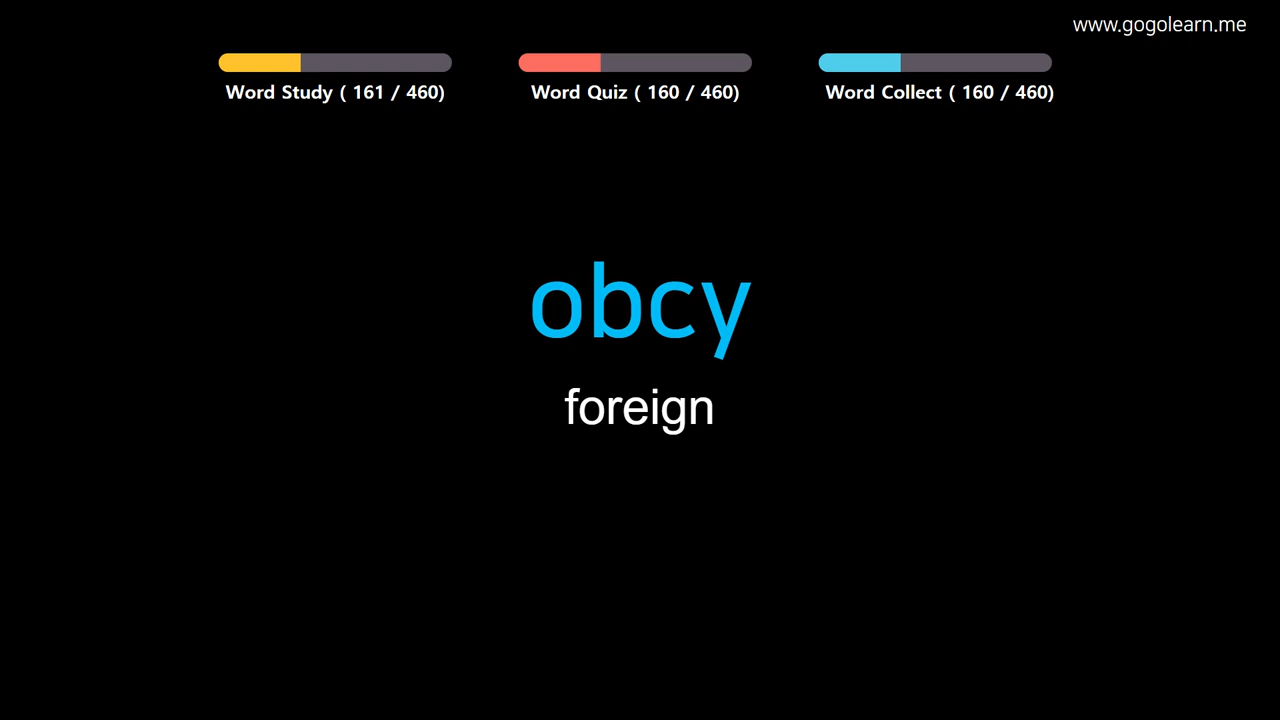 www.gogolearn.me
Word Study ( 161 / 460)
Word Quiz ( 160 / 460)
Word Collect ( 160 / 460)
obcy
foreign